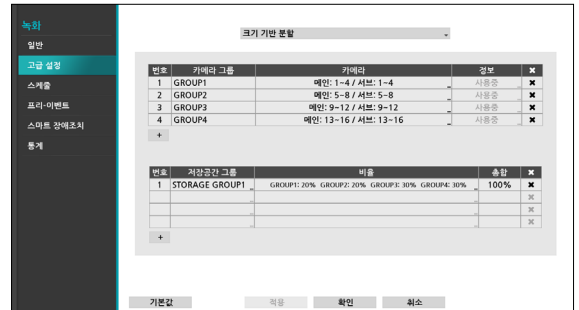 녹화
일반
고급 설정
스케줄
프리-이벤트
스마트 장애조치
통계
크기 기반 분할
번호 카메라 그룹 카메라 정보 ✖
1 GROUP1 메인: 1~4 / 서브: 1~4 사용중 ✖
2 GROUP2 메인: 5~8 / 서브: 5~8 사용중 ✖
3 GROUP3 메인: 9~12 / 서브: 9~12 사용중 ✖
4 GROUP4 메인: 13~16 / 서브: 13~16 사용중 ✖
+
번호 저장공간 그룹 비율 총합 ✖
1 STORAGE GROUP1 GROUP1: 20% GROUP2: 20% GROUP3: 30% GROUP4: 30% 100% ✖
✖
✖
✖
+
기본값 적용 확인 취소